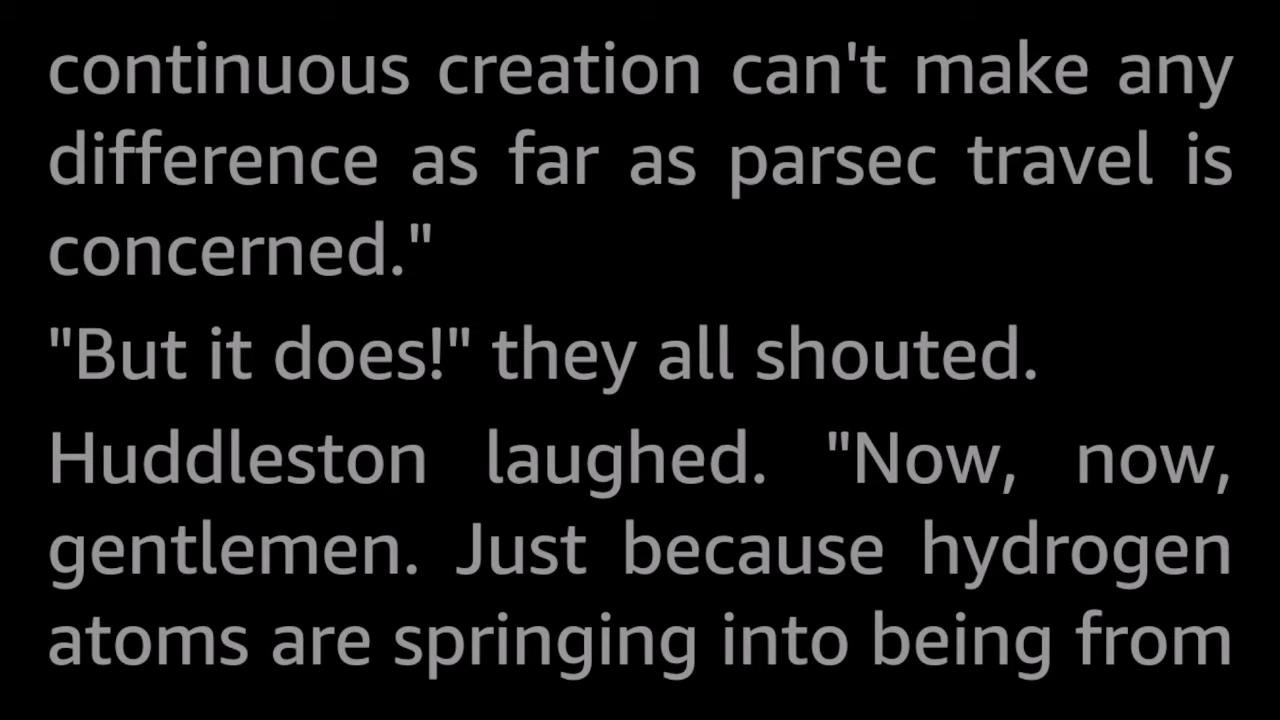 continuous creation can't make any
difference as far as parsec travel is
concerned."
"But it does!" they all shouted.
Huddleston laughed. "Now, now,
gentlemen. Just because hydrogen
atoms are springing into being from